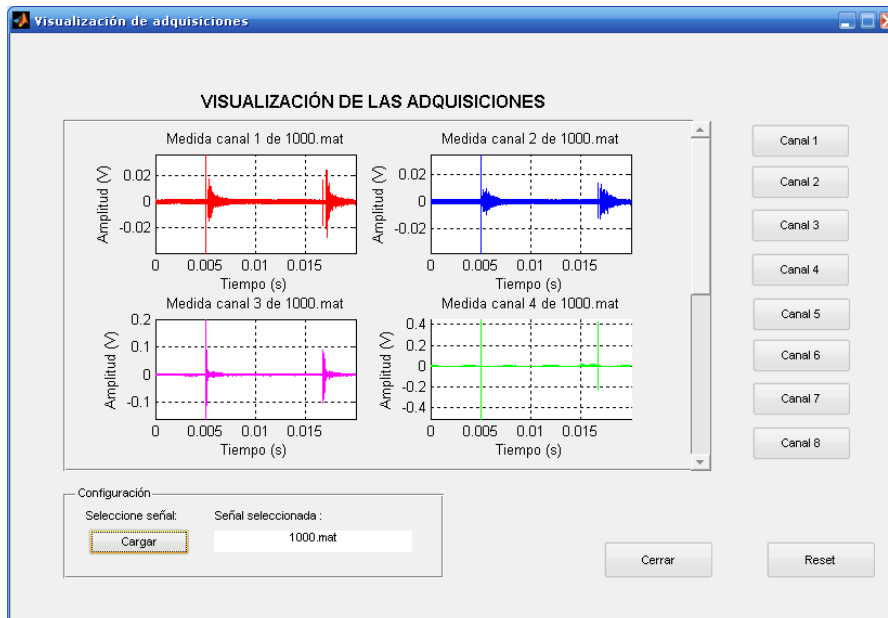 Visualización de adquisiciones
VISUALIZACIÓN DE LAS ADQUISICIONES
Medida canal 1 de 1000.mat
Amplitud (V)
0.02
0
-0.02
0 0.005 0.01 0.015
Tiempo (s)
Medida canal 2 de 1000.mat
Amplitud (V)
0.02
0
-0.02
0 0.005 0.01 0.015
Tiempo (s)
Medida canal 3 de 1000.mat
Amplitud (V)
0.2
0.1
0
-0.1
0 0.005 0.01 0.015
Tiempo (s)
Medida canal 4 de 1000.mat
Amplitud (V)
0.4
0.2
0
-0.2
-0.4
0 0.005 0.01 0.015
Tiempo (s)
Canal 1
Canal 2
Canal 3
Canal 4
Canal 5
Canal 6
Canal 7
Canal 8
Configuración
Seleccione señal: Señal seleccionada :
Cargar 1000.mat
Cerrar Reset